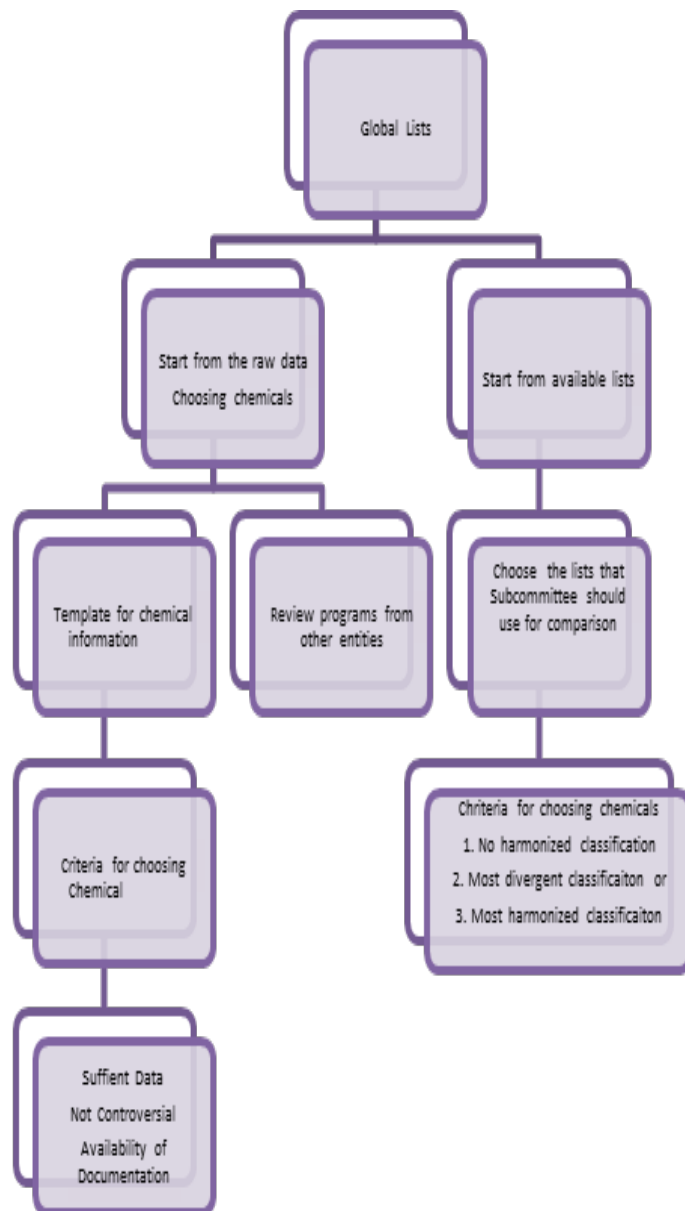 Global Lists
Start from the raw data
Choosing chemicals
Start from available lists
Template for chemical
information
Review programs from
other entities
Choose the lists that
Subcommittee should
use for comparison
Criteria for choosing
Chemical
Chriteria for choosing chemicals
1. No harmonized classification
2. Most divergent classificaiton or
3. Most harmonized classificaiton
Suffient Data
Not Controversial
Availability of
Documentation